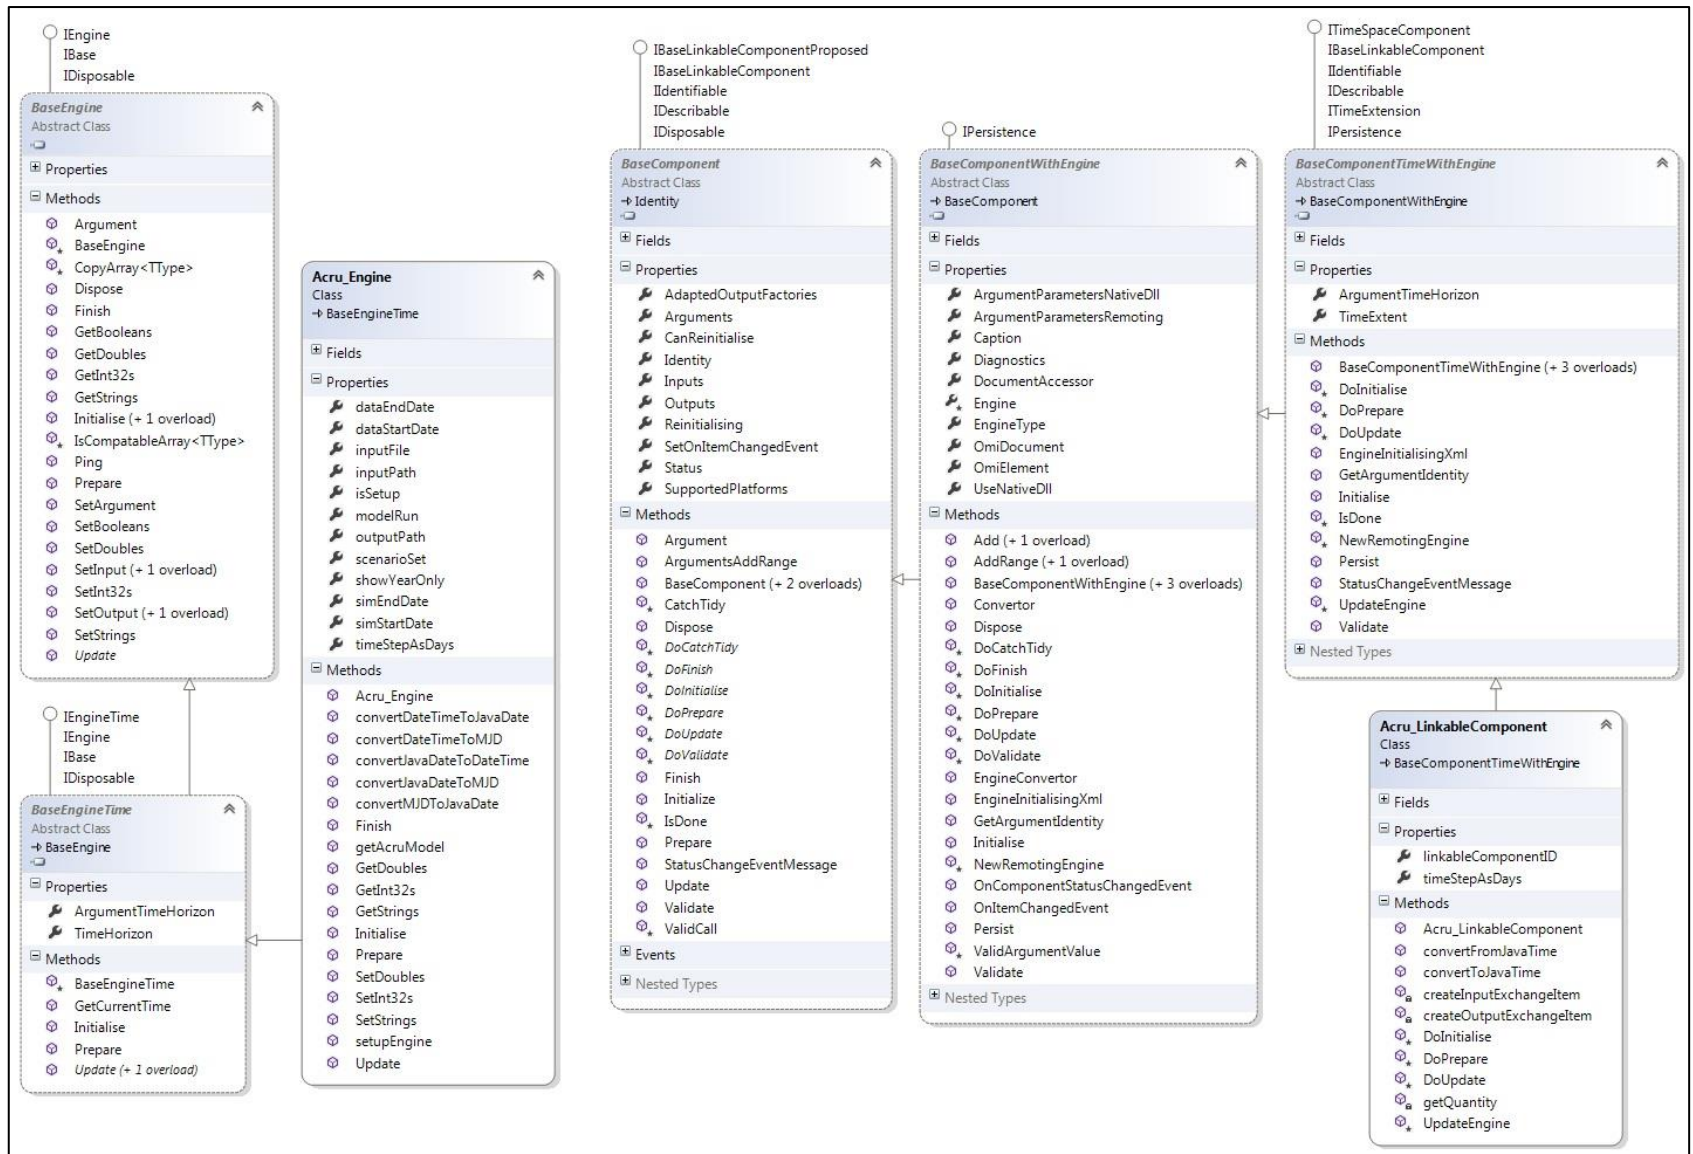 IEngine
IBase
IDisposable
BaseEngine
Abstract Class
Properties
Methods
Argument
BaseEngine
CopyArray<TType>
Dispose
Finish
GetBooleans
GetDoubles
GetInt32s
GetStrings
Initialise (+ 1 overload)
IsCompatableArray<TType>
Ping
Prepare
SetArgument
SetBooleans
SetDoubles
SetInput (+ 1 overload)
SetInt32s
SetOutput (+ 1 overload)
SetStrings
Update
IEngineTime
IEngine
IBase
IDisposable
BaseEngineTime
Abstract Class
BaseEngine
Properties
ArgumentTimeHorizon
TimeHorizon
Methods
BaseEngineTime
GetCurrentTime
Initialise
Prepare
Update (+ 1 overload)
Acru_Engine
Class
BaseEngineTime
Fields
Properties
dataEndDate
dataStartDate
inputFile
inputPath
isSetup
modelRun
outputPath
scenarioSet
showYearOnly
simEndDate
simStartDate
timeStepAsDays
Methods
Acru_Engine
convertDateTimeToJavaDate
convertDateTimeToMJD
convertJavaDateToDateTime
convertJavaDateToMJD
convertMJDToJavaDate
Finish
getAcruModel
GetDoubles
GetInt32s
GetStrings
Initialise
Prepare
SetDoubles
SetInt32s
SetStrings
setupEngine
Update
IBaseLinkableComponentProposed
IBaseLinkableComponent
IIdentifiable
IDescribable
IDisposable
BaseComponent
Abstract Class
Identity
Fields
Properties
AdaptedOutputFactories
Arguments
CanReinitialise
Identity
Inputs
Outputs
Reinitialising
SetOnItemChangedEvent
Status
SupportedPlatforms
Methods
Argument
ArgumentsAddRange
BaseComponent (+ 2 overloads)
CatchTidy
Dispose
DoCatchTidy
DoFinish
DoInitialise
DoPrepare
DoUpdate
DoValidate
Finish
Initialize
IsDone
Prepare
StatusChangeEventMessage
Update
Validate
ValidCall
Events
Nested Types
IPersistence
BaseComponentWithEngine
Abstract Class
BaseComponent
Fields
Properties
ArgumentParametersNativeDll
ArgumentParametersRemoting
Caption
Diagnostics
DocumentAccessor
Engine
EngineType
OmiDocument
OmiElement
UseNativeDll
Methods
Add (+ 1 overload)
AddRange (+ 1 overload)
BaseComponentWithEngine (+ 3 overloads)
Convertor
Dispose
DoCatchTidy
DoFinish
DoInitialise
DoPrepare
DoUpdate
DoValidate
EngineConvertor
EngineInitialisingXml
GetArgumentIdentity
Initialise
NewRemotingEngine
OnComponentStatusChangedEvent
OnItemChangedEvent
Persist
ValidArgumentValue
Validate
Nested Types
ITimeSpaceComponent
IBaseLinkableComponent
IIdentifiable
IDescribable
ITimeExtension
IPersistence
BaseComponentTimeWithEngine
Abstract Class
BaseComponentWithEngine
Fields
Properties
ArgumentTimeHorizon
TimeExtent
Methods
BaseComponentTimeWithEngine (+ 3 overloads)
DoInitialise
DoPrepare
DoUpdate
EngineInitialisingXml
GetArgumentIdentity
Initialise
IsDone
NewRemotingEngine
Persist
StatusChangeEventMessage
UpdateEngine
Validate
Nested Types
Acru_LinkableComponent
Class
BaseComponentTimeWithEngine
Fields
Properties
linkableComponentID
timeStepAsDays
Methods
Acru_LinkableComponent
convertFromJavaTime
convertToJavaTime
createInputExchangeItem
createOutputExchangeItem
DoInitialise
DoPrepare
DoUpdate
getQuantity
UpdateEngine